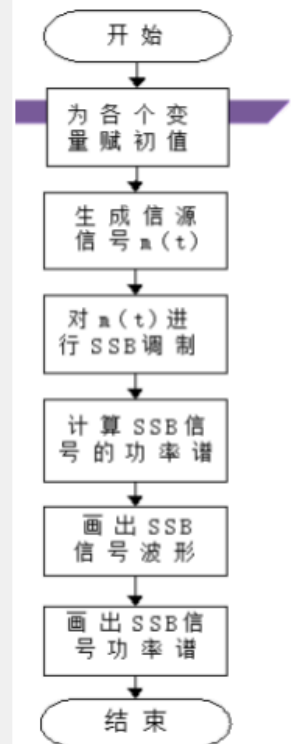 开 始
为 各 个 变
量 赋 初 值
生 成 信 源
信 号 m(t)
对 m(t) 进
行 SSB 调 制
计 算 SSB 信
号 的 功 率 谱
画 出 SSB
信 号 波 形
画 出 SSB 信
号 功 率 谱
结 束